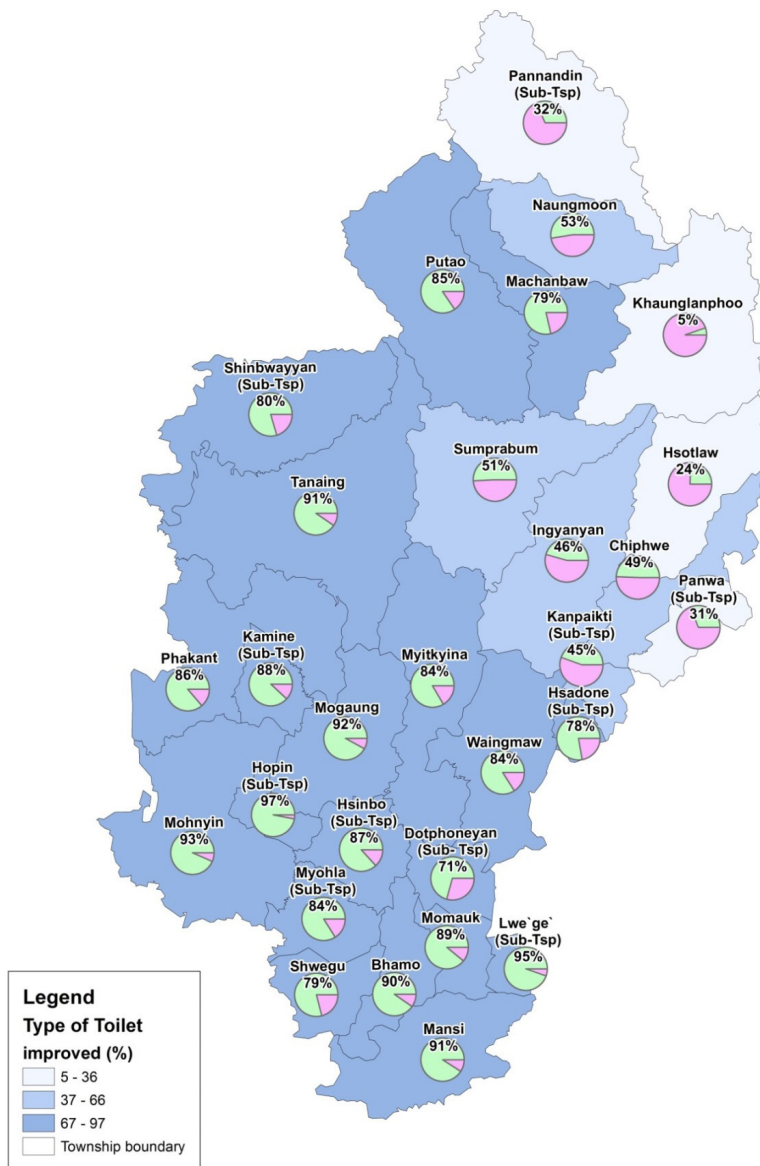 Pannandin
(Sub-Tsp)
32%
Naungmoon
53%
Putao
85%
Machanbaw
79%
Khaunglanphoo
5%
Shinbwayyan
(Sub-Tsp)
80%
Sumprabum
51%
Hsotlaw
24%
Tanaing
91%
Ingyanyan
46%
Chiphwe
49%
Panwa
(Sub-Tsp)
31%
Kanpaikti
(Sub-Tsp)
45%
Kamine
(Sub-Tsp)
88%
Phakant
86%
Myitkyina
84%
Hsadone
(Sub-Tsp)
78%
Mogaung
92%
Waingmaw
84%
Hopin
(Sub-Tsp)
97%
Hsinbo
(Sub-Tsp)
87%
Mohnyin
93%
Dotphoneyan
(Sub- Tsp)
71%
Myohla
(Sub-Tsp)
84%
Momauk
89%
Lwe`ge`
(Sub-Tsp)
95%
Shwegu
79%
Bhamo
90%
Mansi
91%
Legend
Type of Toilet
improved (%)
5 - 36
37 - 66
67 - 97
Township boundary